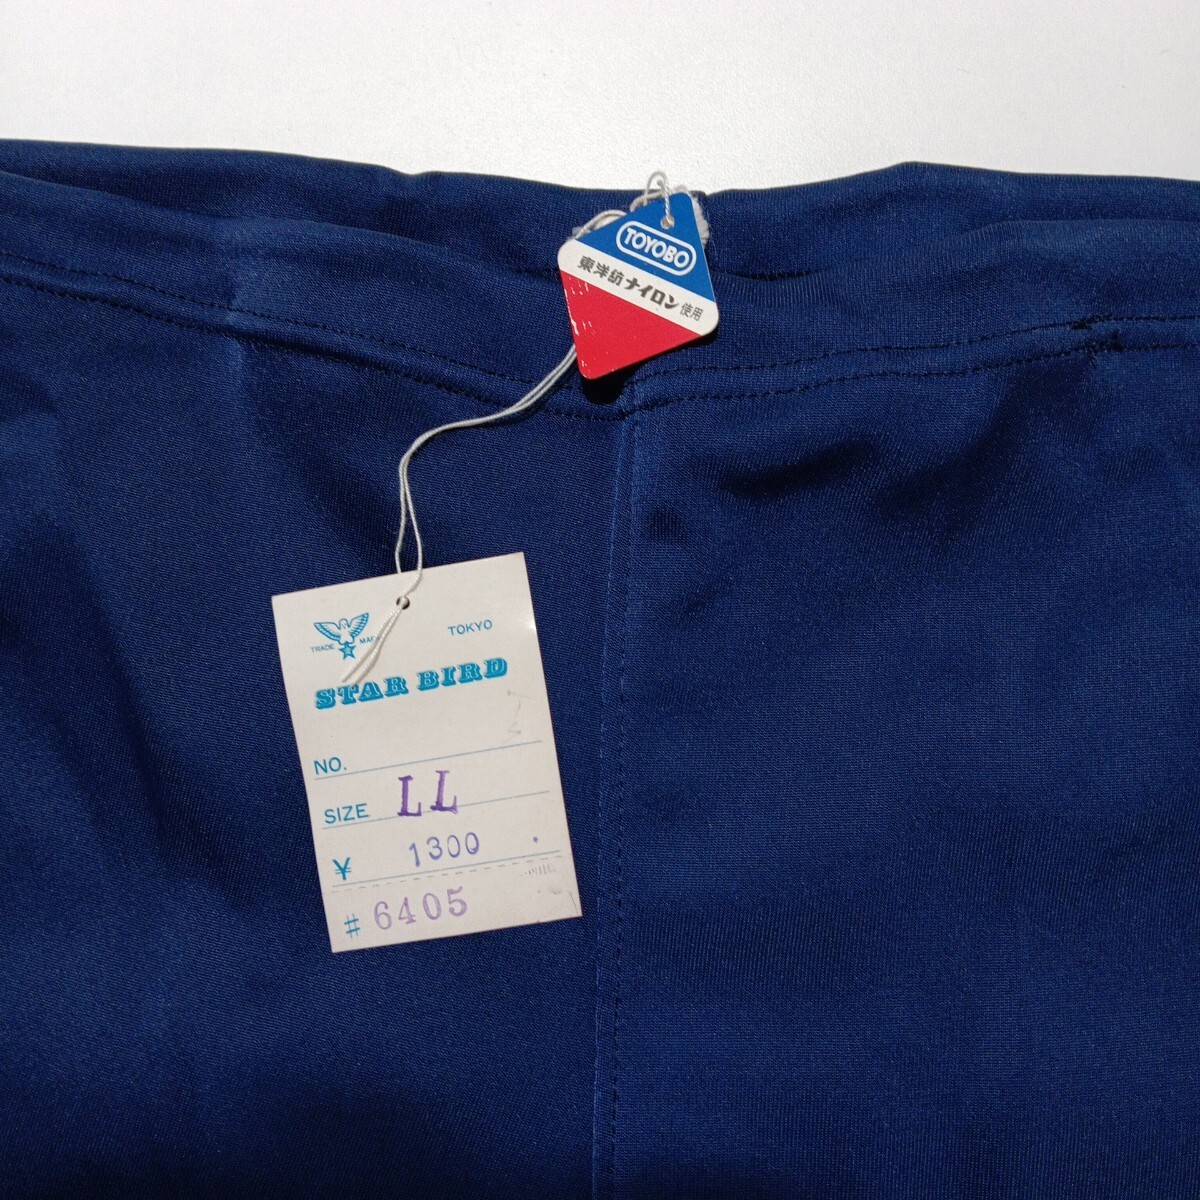 TOYOBO
東洋紡ナイロン使用
TOKYO
TRADE MARK
STAR BIRD
NO.
SIZE LL
¥ 1300
# 6405